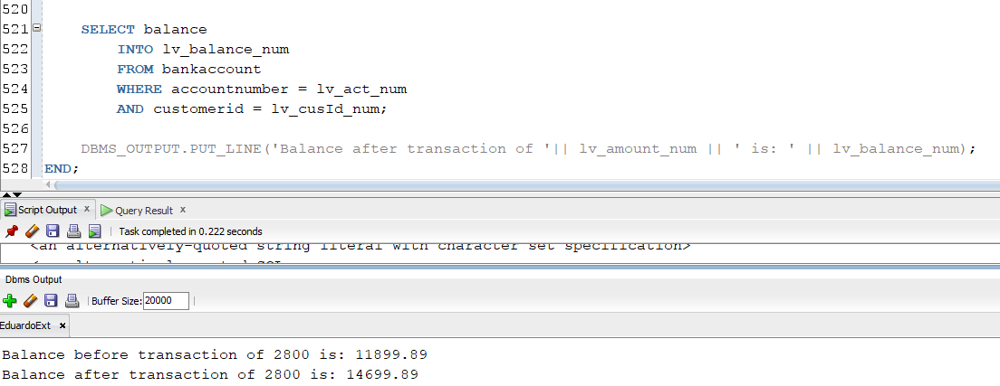 520
521 SELECT balance
522 INTO lv_balance_num
523 FROM bankaccount
524 WHERE accountnumber = lv_act_num
525 AND customerid = lv_cusId_num;
526
527 DBMS_OUTPUT.PUT_LINE('Balance after transaction of '|| lv_amount_num || ' is: ' || lv_balance_num);
528 END;
Script Output x Query Result x
Task completed in 0.222 seconds
<an alternatively-quoted string literal with character set specification>
Dbms Output
Buffer Size: 20000
EduardoExt x
Balance before transaction of 2800 is: 11899.89
Balance after transaction of 2800 is: 14699.89